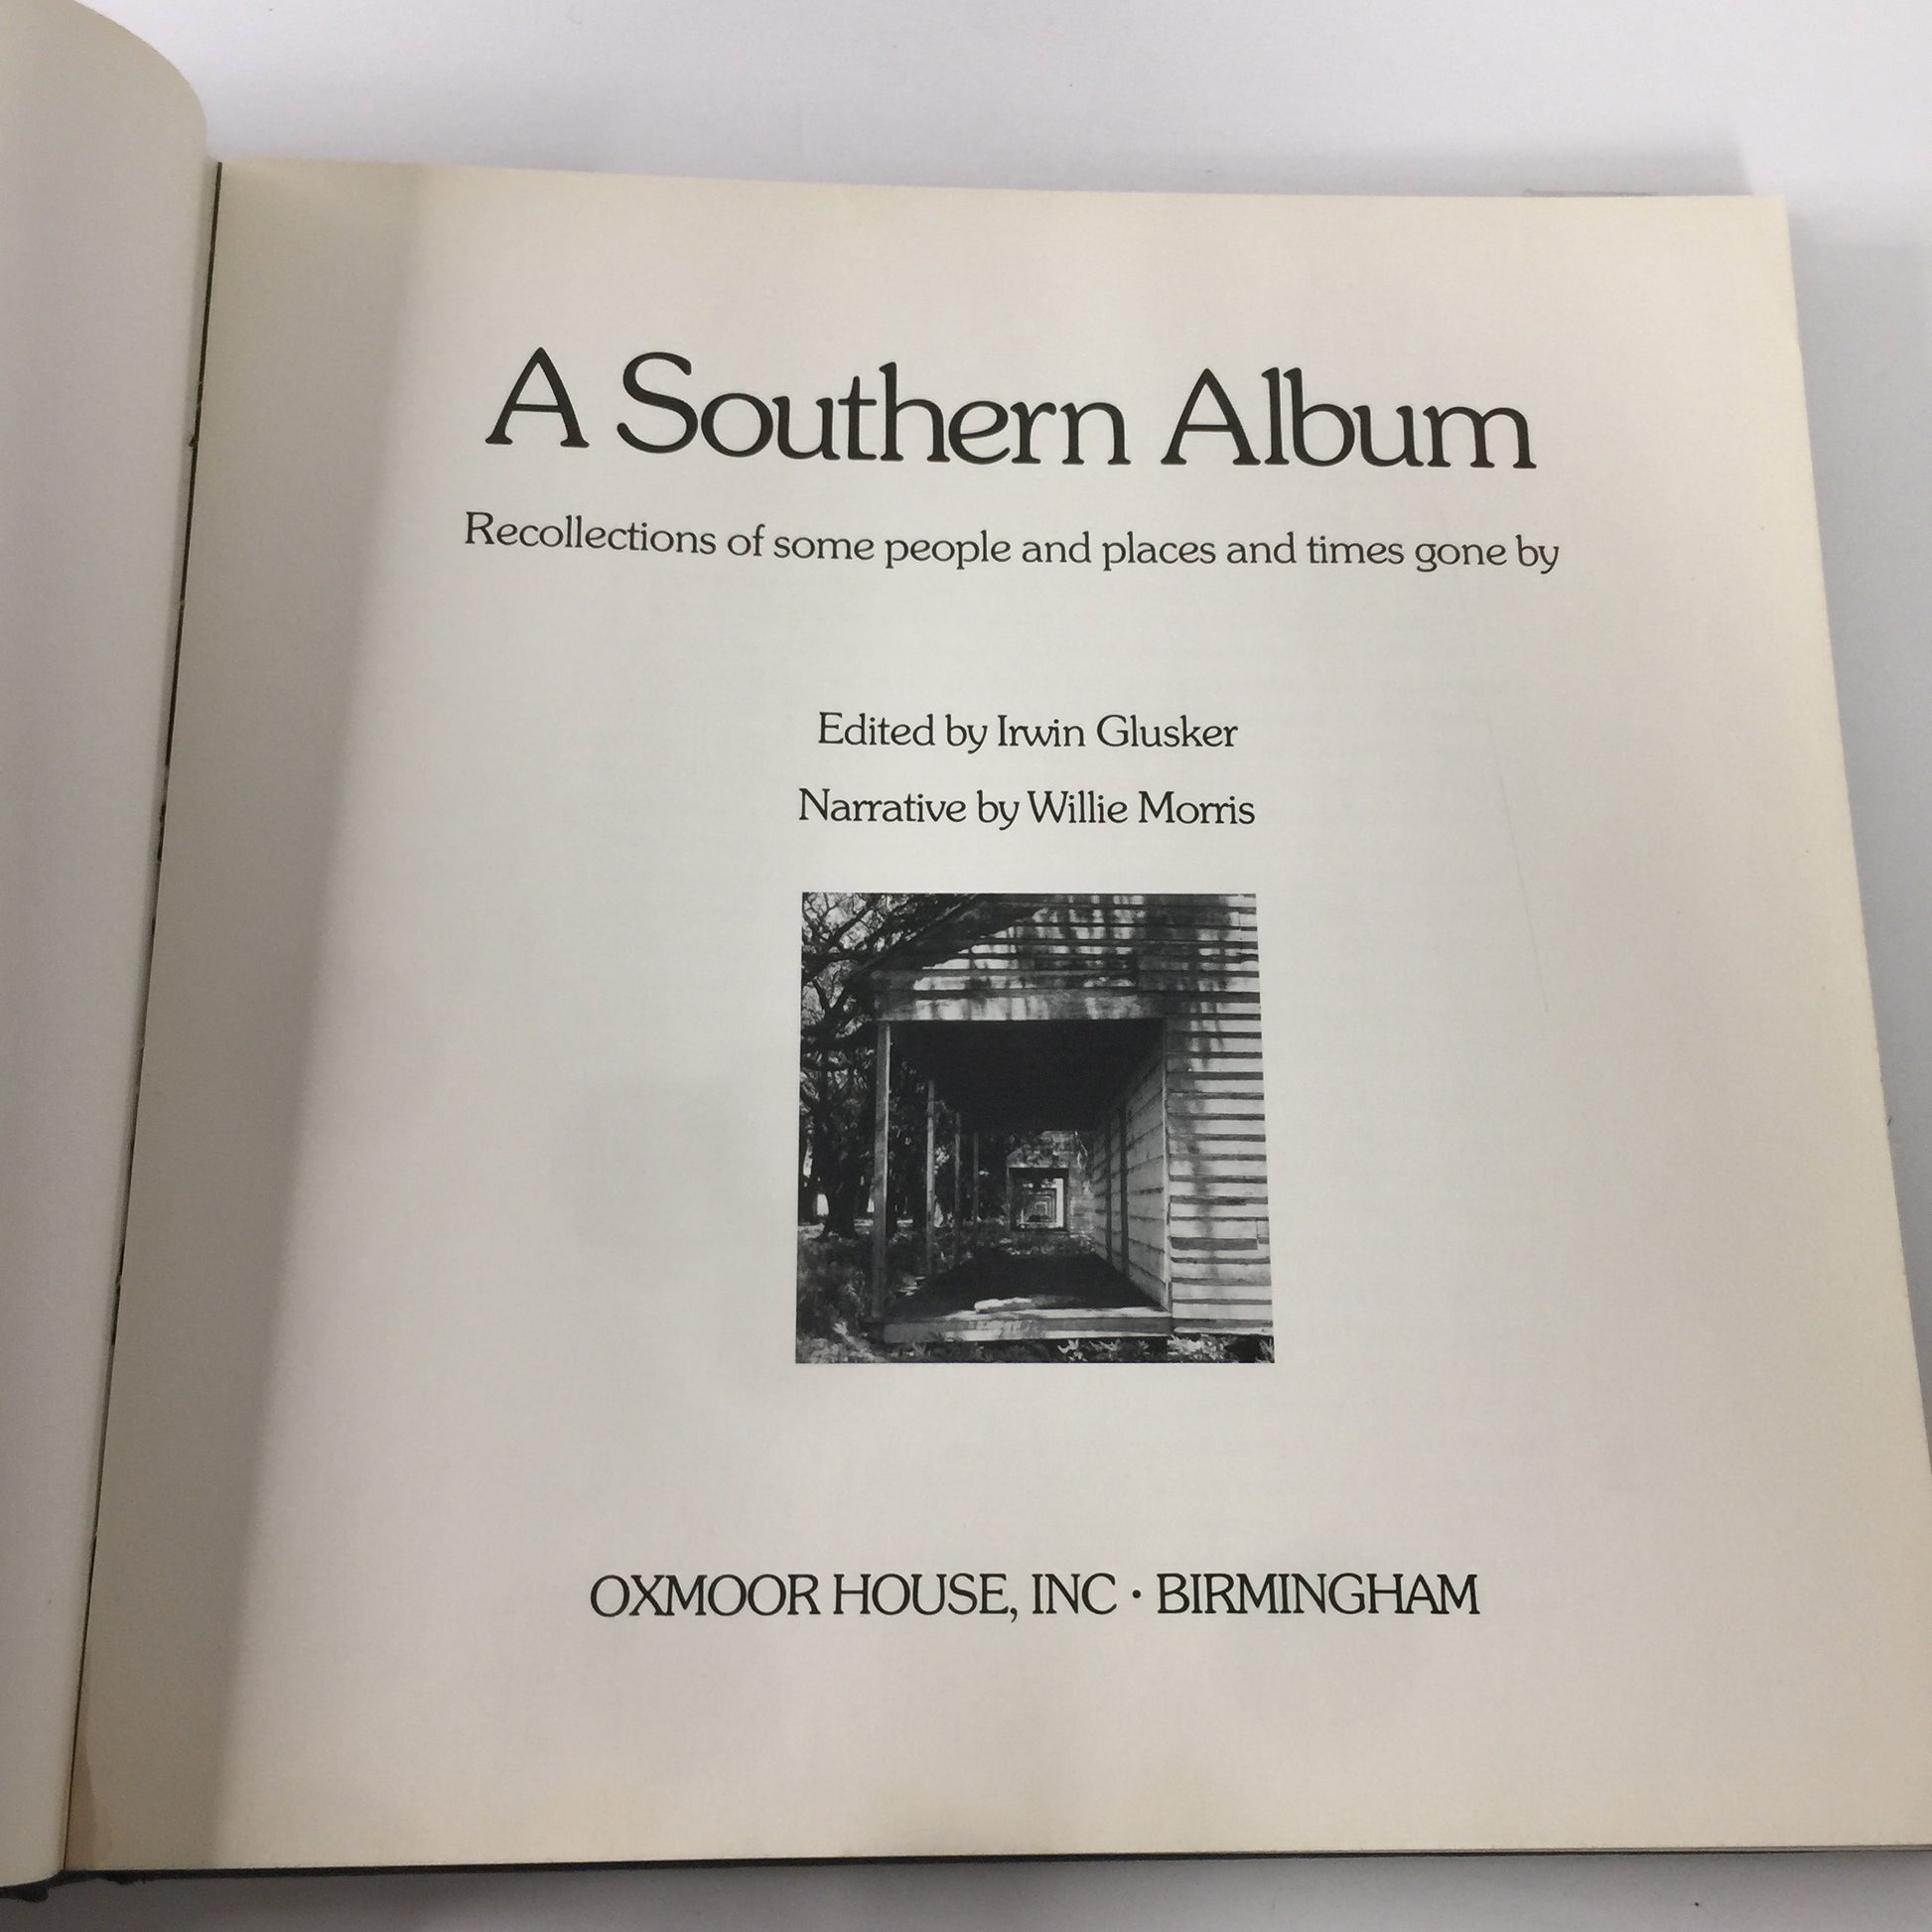 A Southern Album
Recollections of some people and places and times gone by
Edited by Irwin Glusker
Narrative by Willie Morris
OXMOOR HOUSE, INC · BIRMINGHAM